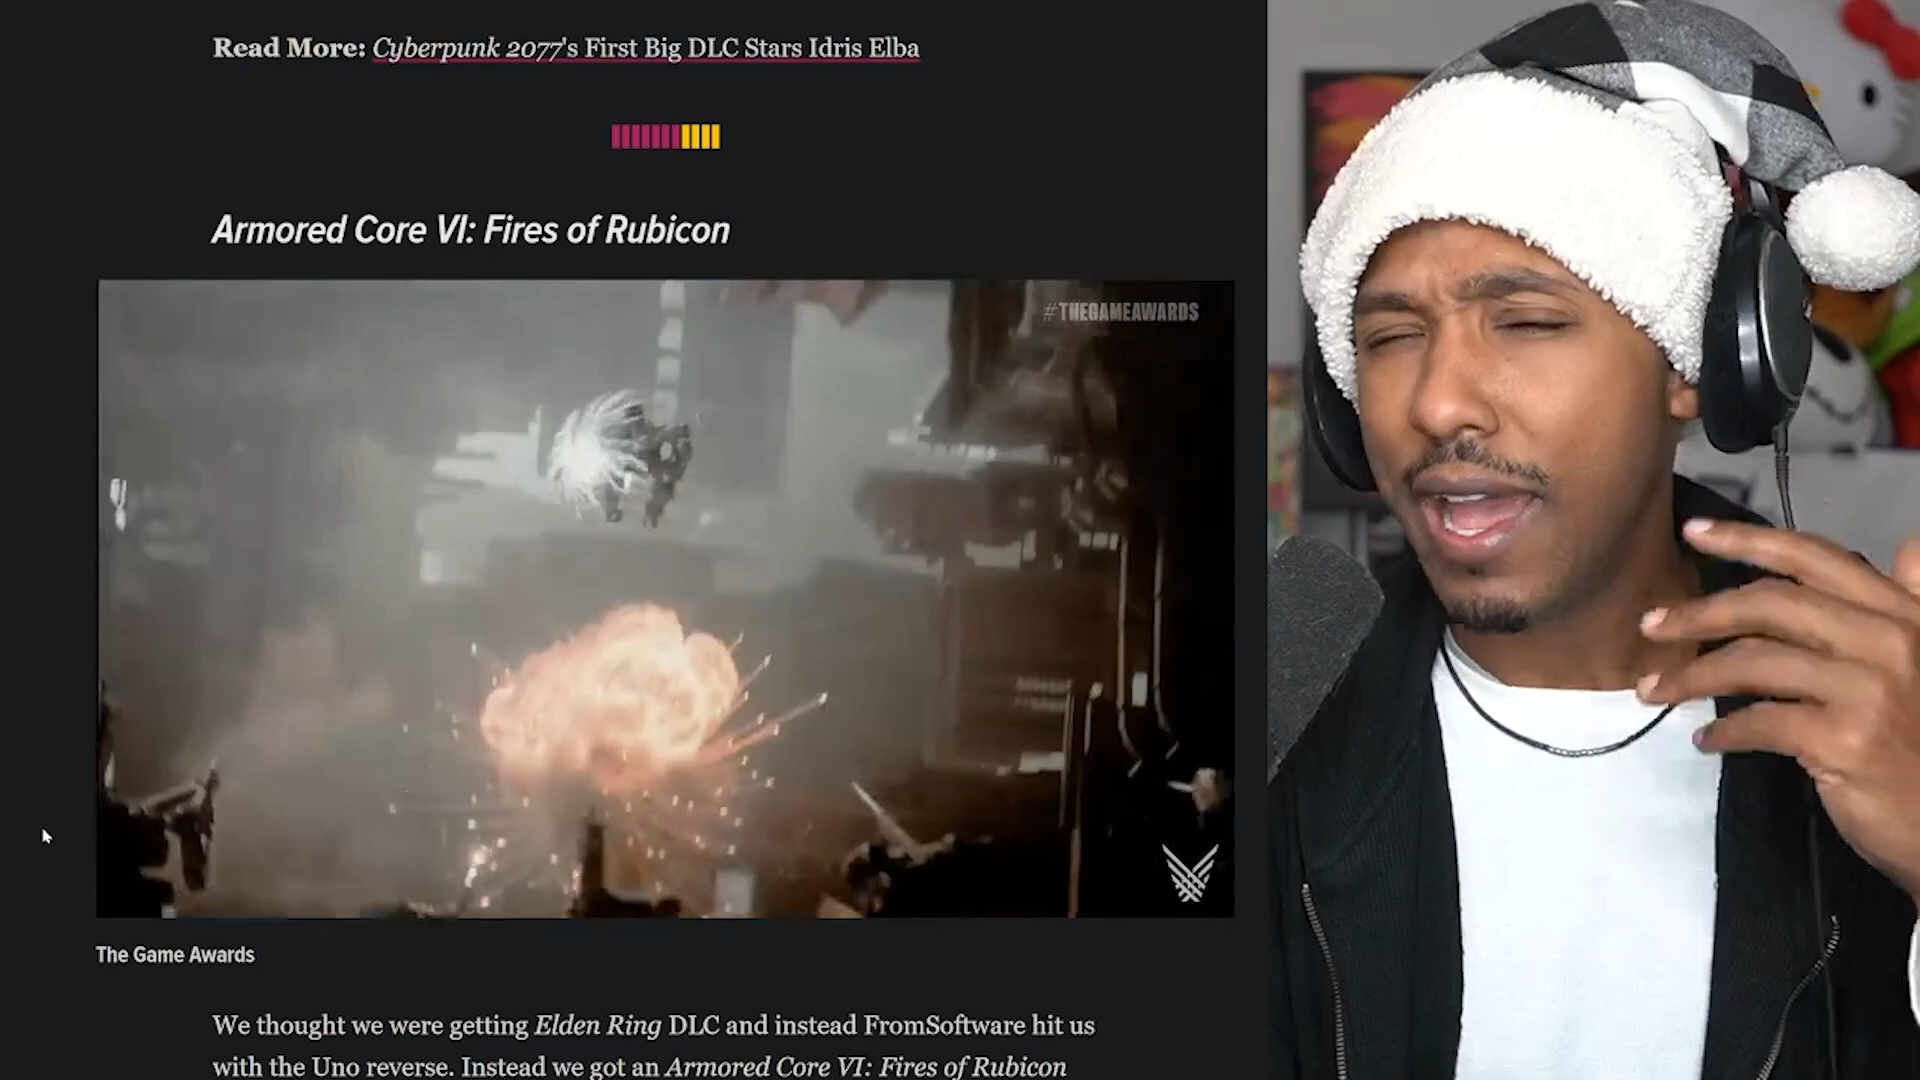 Read More: Cyberpunk 2077's First Big DLC Stars Idris Elba
Armored Core VI: Fires of Rubicon
#THEGAMEAWARDS
The Game Awards
We thought we were getting Elden Ring DLC and instead FromSoftware hit us
with the Uno reverse. Instead we got an Armored Core VI: Fires of Rubicon